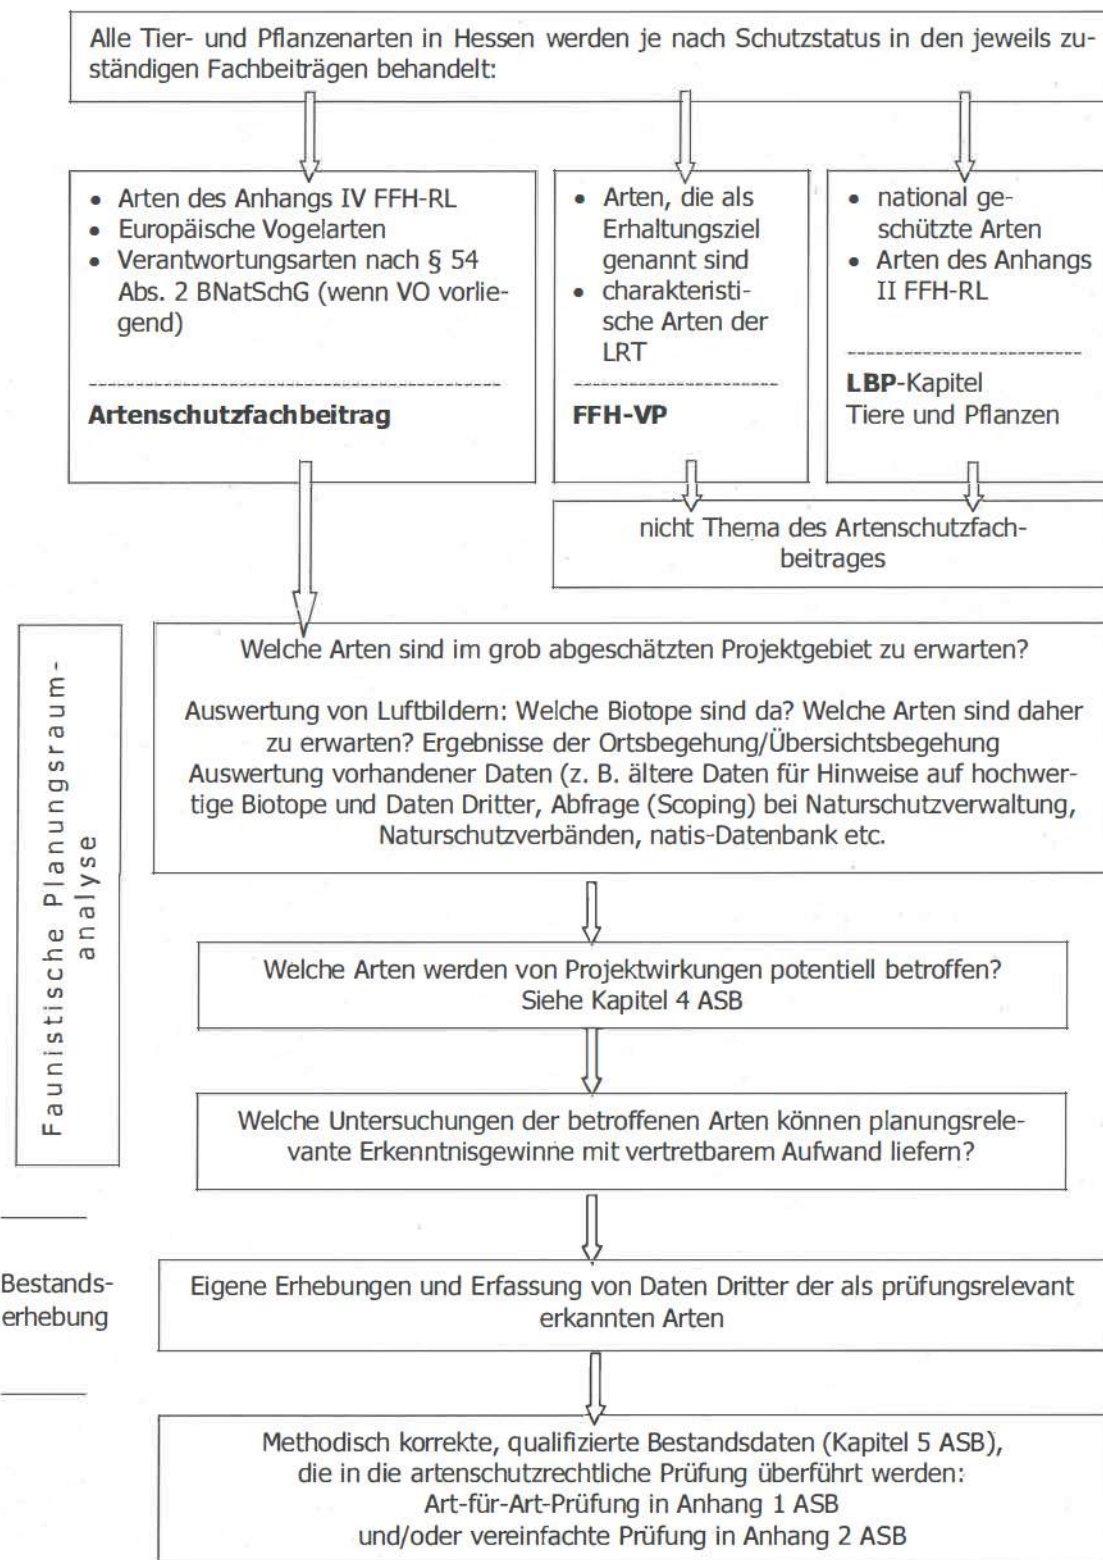 Alle Tier- und Pflanzenarten in Hessen werden je nach Schutzstatus in den jeweils zu-
ständigen Fachbeiträgen behandelt:
• Arten des Anhangs IV FFH-RL
• Europäische Vogelarten
• Verantwortungsarten nach § 54
Abs. 2 BNatSchG (wenn VO vorlie-
gend)
Artenschutzfachbeitrag
• Arten, die als
Erhaltungsziel
genannt sind
• charakteristi-
sche Arten der
LRT
FFH-VP
• national ge-
schützte Arten
• Arten des Anhangs
II FFH-RL
LBP-Kapitel
Tiere und Pflanzen
nicht Thema des Artenschutzfach-
beitrages
Faunistische Planungsraum-
analyse
Welche Arten sind im grob abgeschätzten Projektgebiet zu erwarten?
Auswertung von Luftbildern: Welche Biotope sind da? Welche Arten sind daher
zu erwarten? Ergebnisse der Ortsbegehung/Übersichtsbegehung
Auswertung vorhandener Daten (z. B. ältere Daten für Hinweise auf hochwer-
tige Biotope und Daten Dritter, Abfrage (Scoping) bei Naturschutzverwaltung,
Naturschutzverbänden, natis-Datenbank etc.
Welche Arten werden von Projektwirkungen potentiell betroffen?
Siehe Kapitel 4 ASB
Welche Untersuchungen der betroffenen Arten können planungsrele-
vante Erkenntnisgewinne mit vertretbarem Aufwand liefern?
Bestands-
erhebung
Eigene Erhebungen und Erfassung von Daten Dritter der als prüfungsrelevant
erkannten Arten
Methodisch korrekte, qualifizierte Bestandsdaten (Kapitel 5 ASB),
die in die artenschutzrechtliche Prüfung überführt werden:
Art-für-Art-Prüfung in Anhang 1 ASB
und/oder vereinfachte Prüfung in Anhang 2 ASB